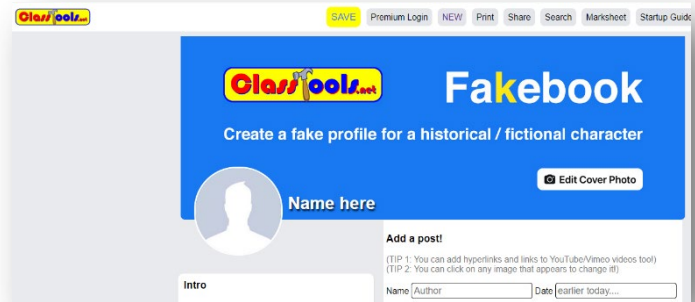 ClassTools.net
SAVE Premium Login NEW Print Share Search Marksheet Startup Guide
ClassTools.net
Fakebook
Create a fake profile for a historical / fictional character
Edit Cover Photo
Name here
Add a post!
(TIP 1: You can add hyperlinks and links to YouTube/Vimeo videos too!)
(TIP 2: You can click on any image that appears to change it!)
Intro
Name Author Date earlier today....